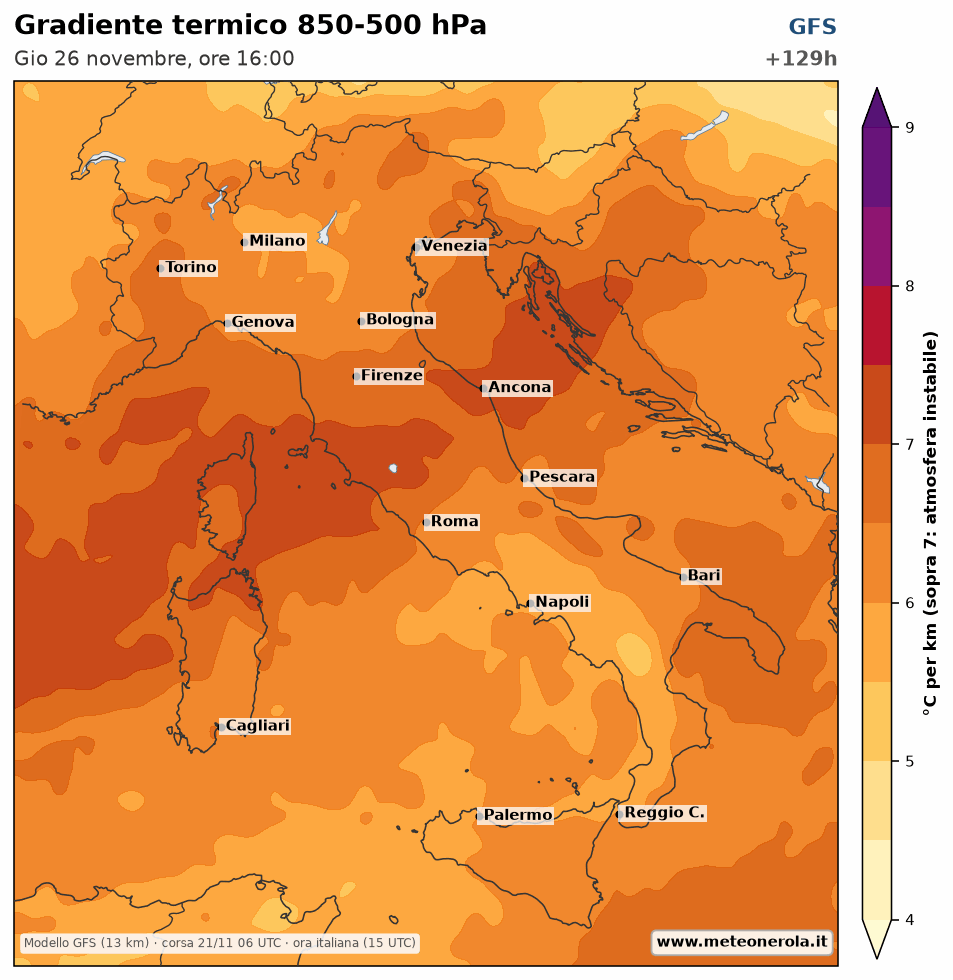 Gradiente termico 850-500 hPa
GFS
Gio 26 novembre, ore 16:00
+129h
Milano
Venezia
Torino
Genova
Bologna
Firenze
Ancona
Pescara
Roma
Bari
Napoli
Cagliari
Palermo
Reggio C.
9
8
7
6
5
4
°C per km (sopra 7: atmosfera instabile)
Modello GFS (13 km) · corsa 21/11 06 UTC · ora italiana (15 UTC)
www.meteonerola.it